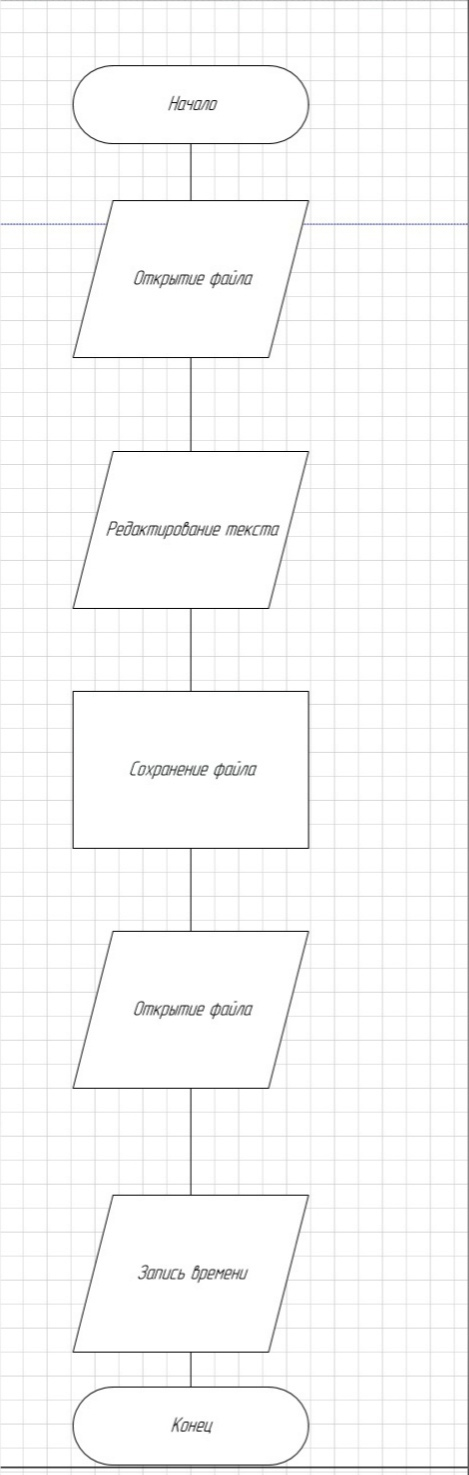 Начало
Открытие файла
Редактирование текста
Сохранение файла
Открытие файла
Запись времени
Конец